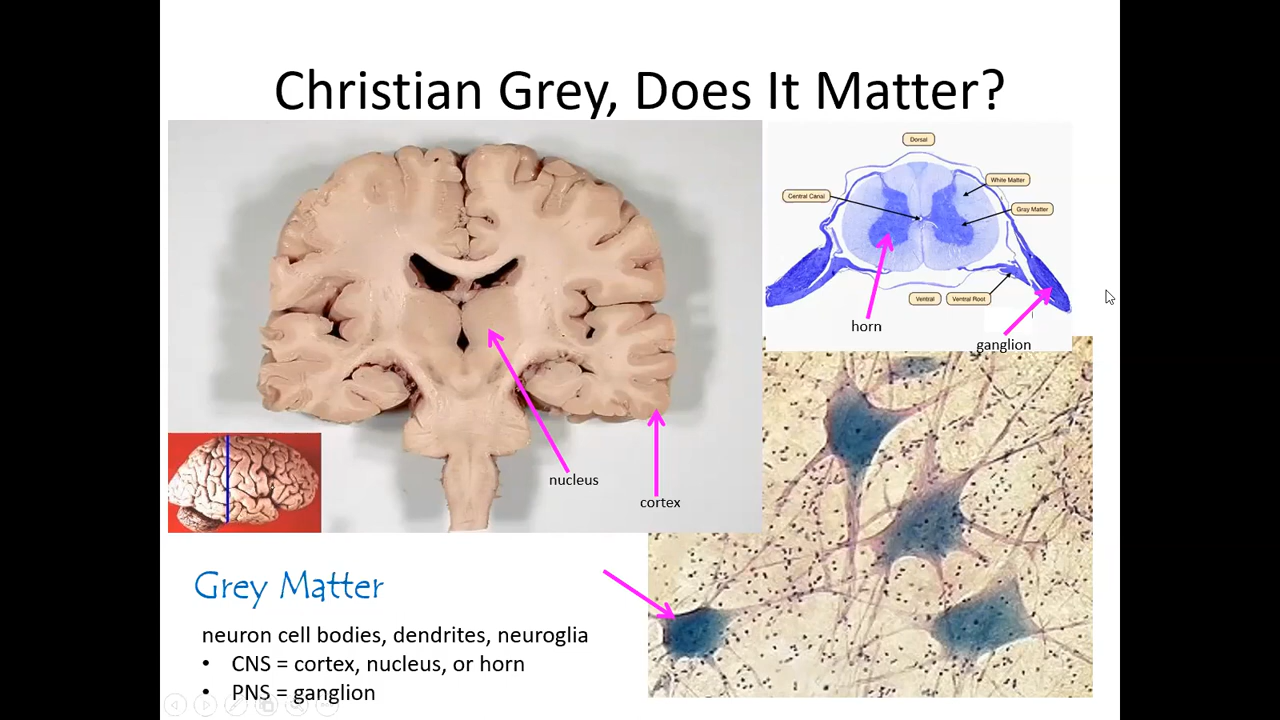 Christian Grey, Does It Matter?
Dorsal
White Matter
Central Canal
Gray Matter
Ventral
Ventral Root
horn
ganglion
nucleus
cortex
Grey Matter
neuron cell bodies, dendrites, neuroglia
• CNS = cortex, nucleus, or horn
• PNS = ganglion